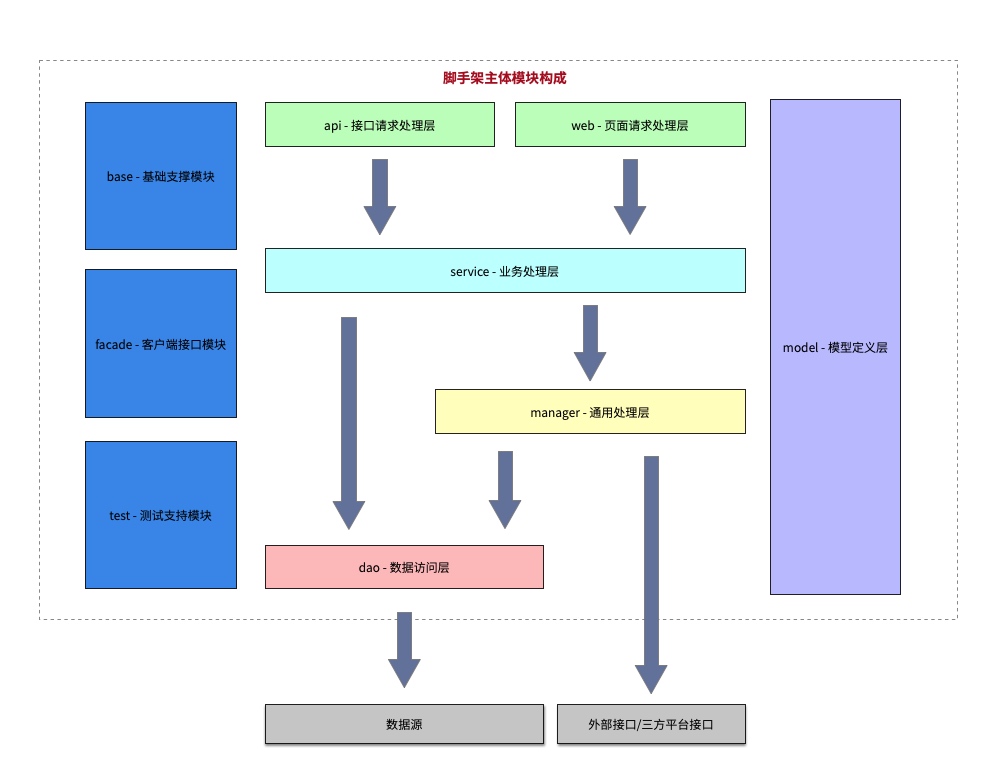 脚手架主体模块构成
base - 基础支撑模块
api - 接口请求处理层
web - 页面请求处理层
service - 业务处理层
facade - 客户端接口模块
model - 模型定义层
manager - 通用处理层
test - 测试支持模块
dao - 数据访问层
数据源
外部接口/三方平台接口